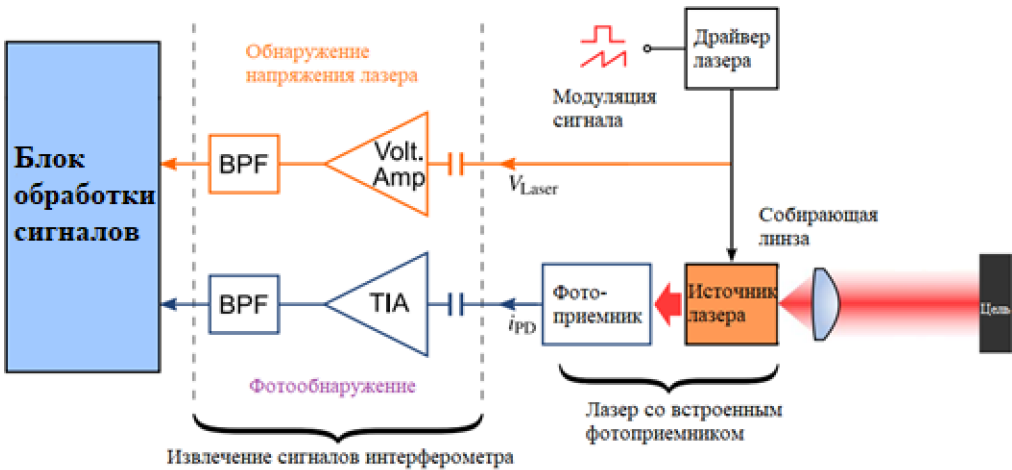 Обнаружение
напряжения лазера
Драйвер
лазера
Модуляция
сигнала
Блок
обработки
сигналов
BPF
Volt.
Amp
VLaser
Собирающая
линза
BPF
TIA
iPD
Фото-
приемник
Источник
лазера
Цель
Фотообнаружение
Лазер со встроенным
фотоприемником
Извлечение сигналов интерферометра